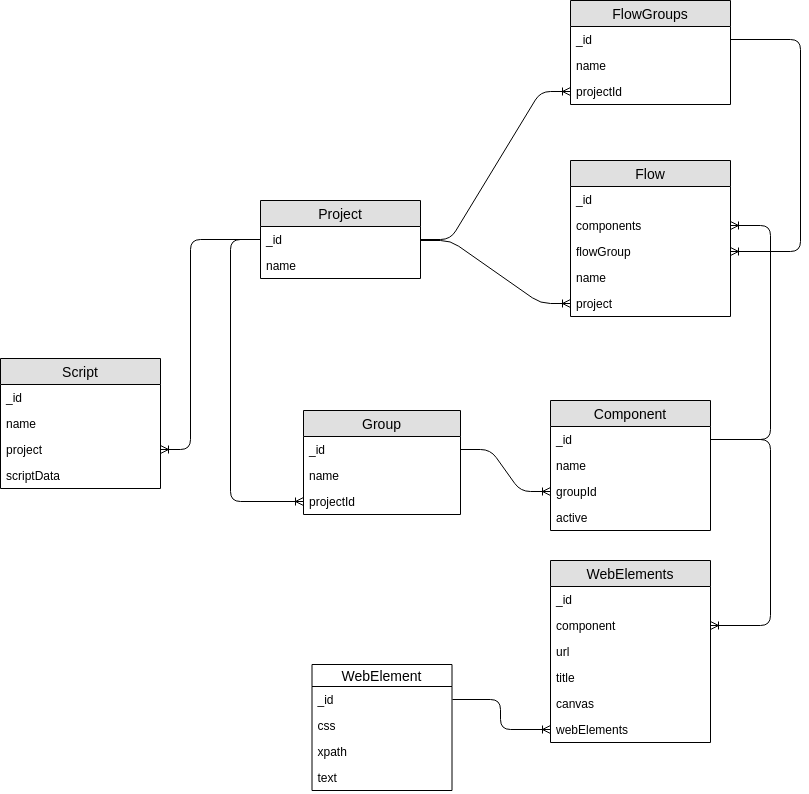 FlowGroups
_id
name
projectId
Flow
_id
components
flowGroup
name
project
Project
_id
name
Script
_id
name
project
scriptData
Group
_id
name
projectId
Component
_id
name
groupId
active
WebElements
_id
component
url
title
canvas
webElements
WebElement
_id
css
xpath
text